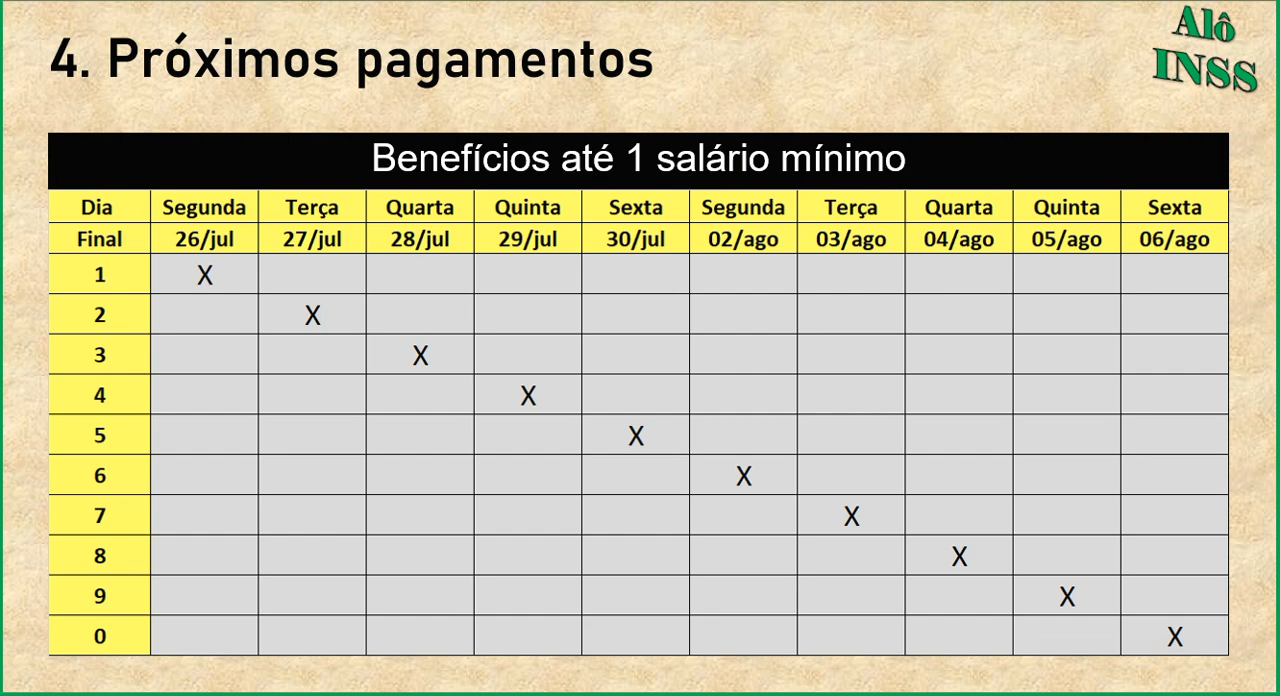 4. Próximos pagamentos
Alô
INSS
Benefícios até 1 salário mínimo
Dia Segunda Terça Quarta Quinta Sexta Segunda Terça Quarta Quinta Sexta
Final 26/jul 27/jul 28/jul 29/jul 30/jul 02/ago 03/ago 04/ago 05/ago 06/ago
1 X
2 X
3 X
4 X
5 X
6 X
7 X
8 X
9 X
0 X